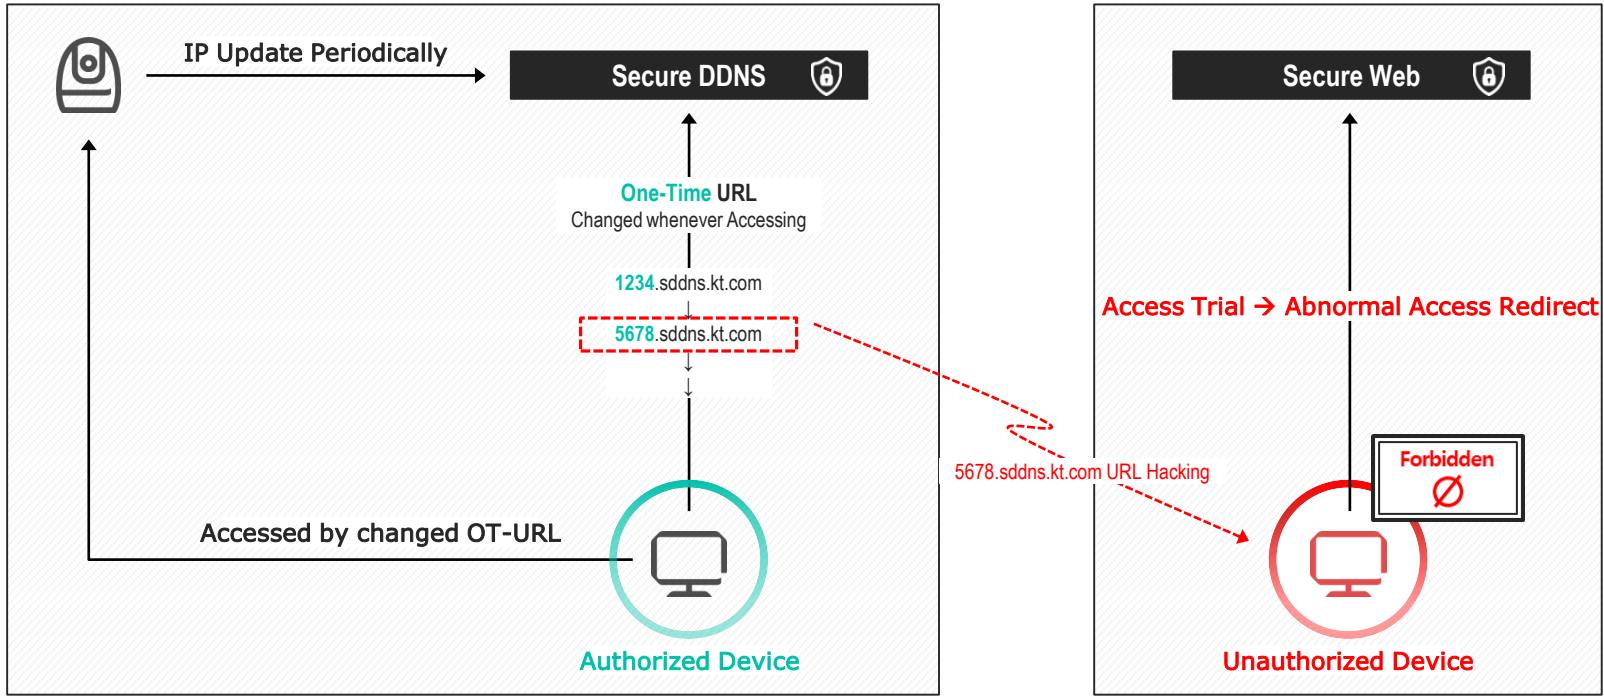 IP Update Periodically
Secure DDNS
One-Time URL
Changed whenever Accessing
1234.sddns.kt.com
↓
5678.sddns.kt.com
↓
↓
Accessed by changed OT-URL
Authorized Device
5678.sddns.kt.com URL Hacking
Secure Web
Access Trial → Abnormal Access Redirect
Forbidden
Unauthorized Device